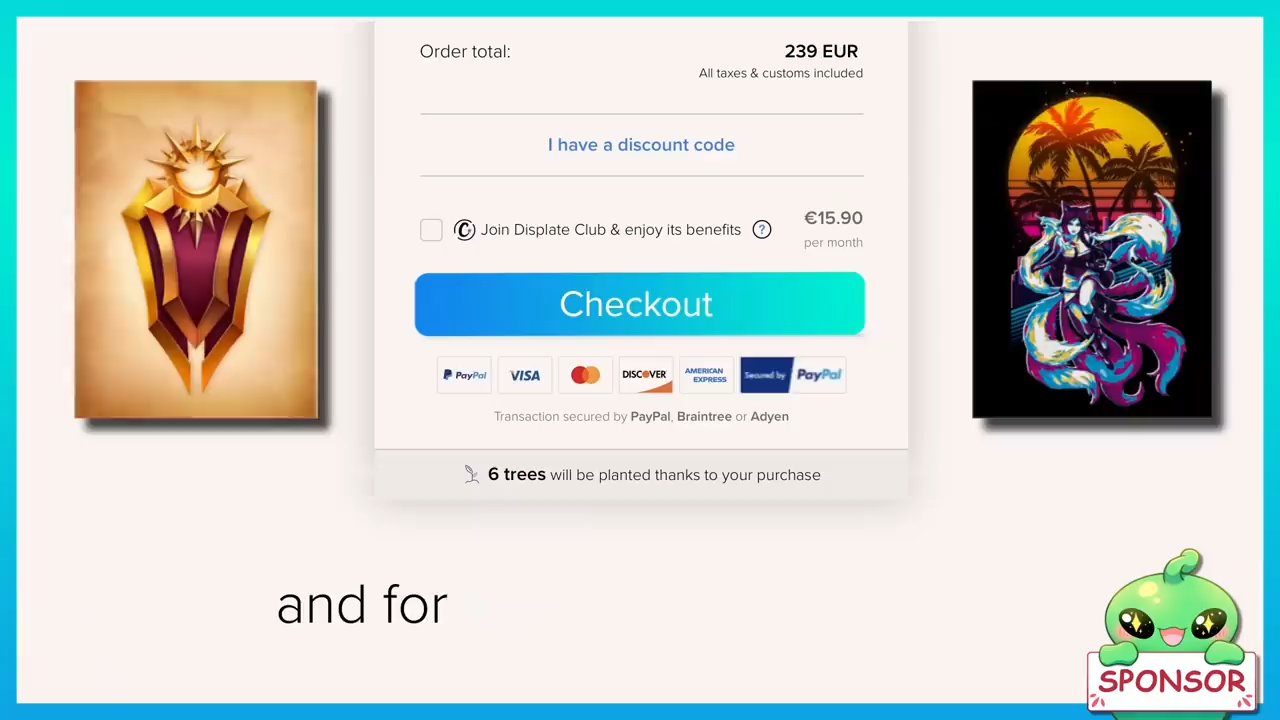 Order total: 239 EUR
All taxes & customs included
I have a discount code
Join Displate Club & enjoy its benefits ? €15.90
per month
Checkout
PayPal VISA DISCOVER AMERICAN EXPRESS Secured by PayPal
Transaction secured by PayPal, Braintree or Adyen
6 trees will be planted thanks to your purchase
and for
SPONSOR